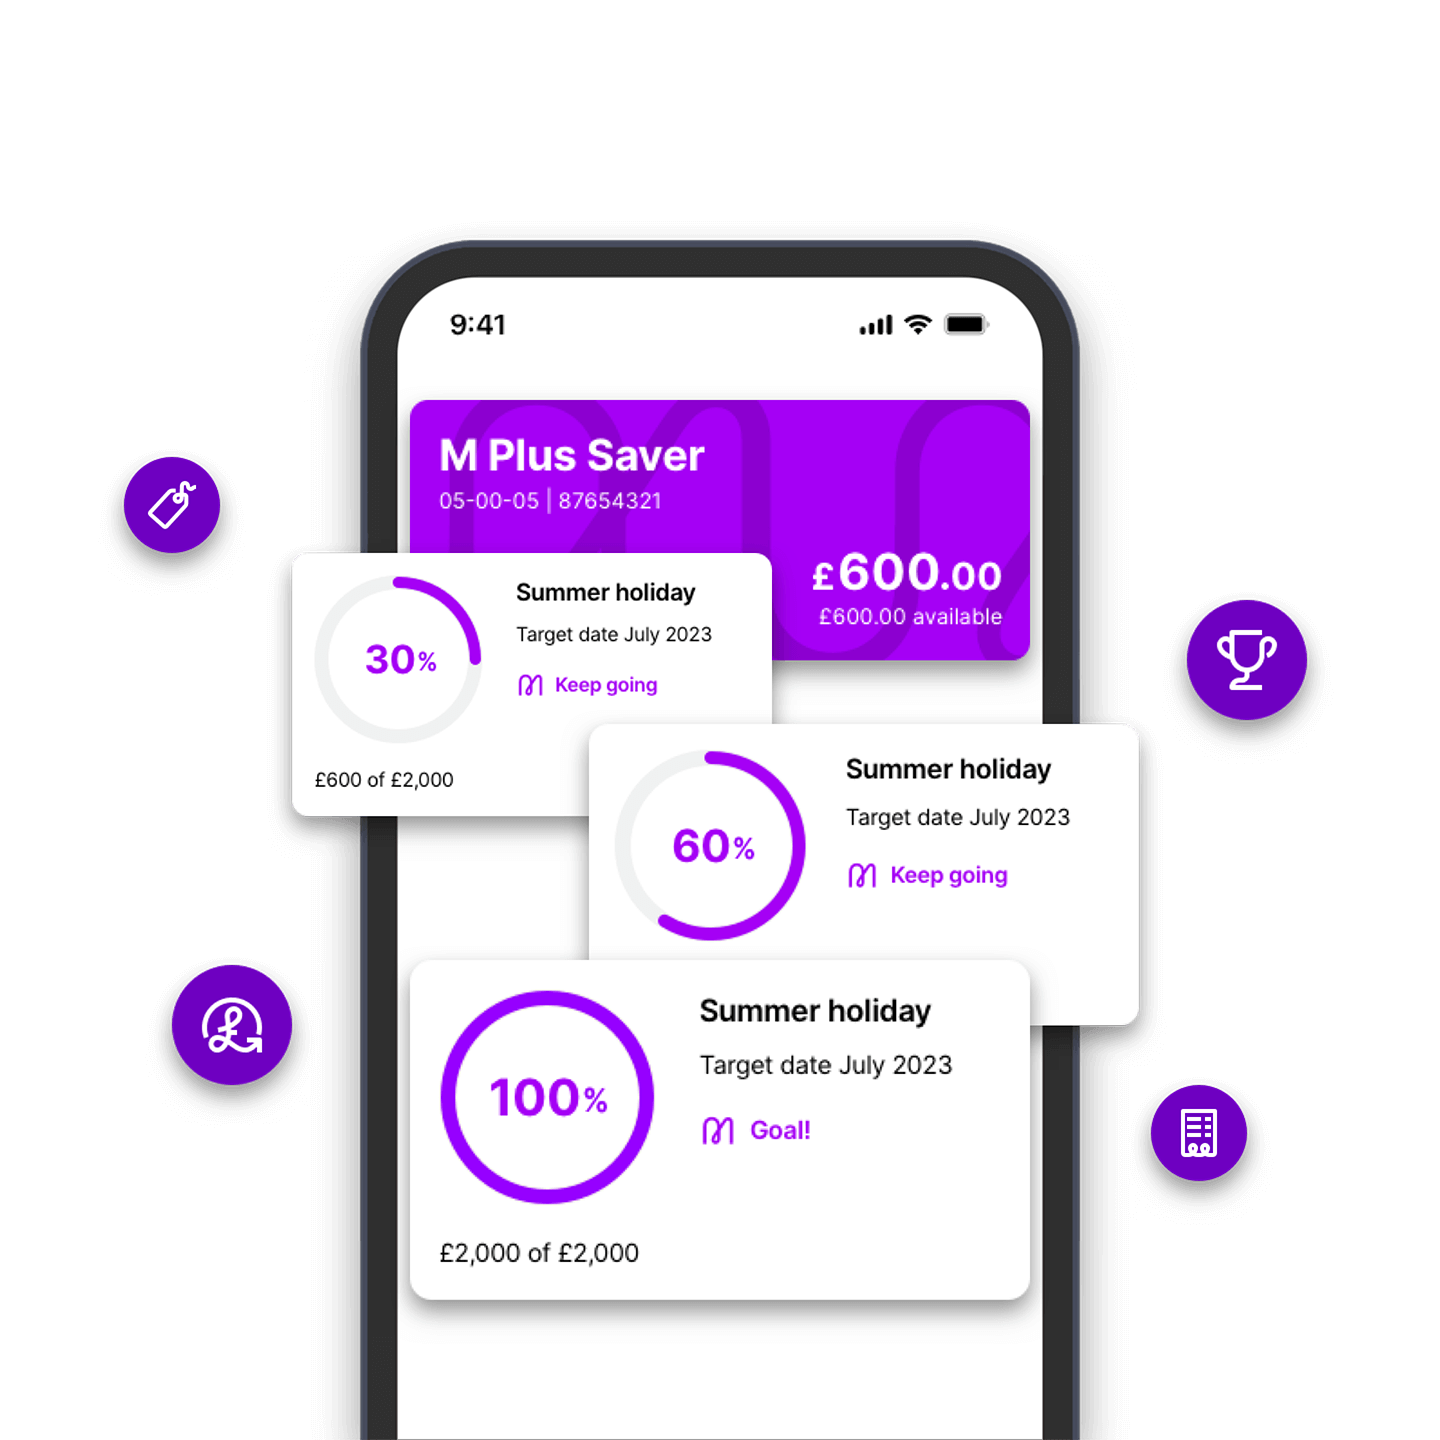 9:41
M Plus Saver
05-00-05 | 87654321
£600.00
£600.00 available
30%
Summer holiday
Target date July 2023
Keep going
£600 of £2,000
60%
Summer holiday
Target date July 2023
Keep going
100%
Summer holiday
Target date July 2023
Goal!
£2,000 of £2,000